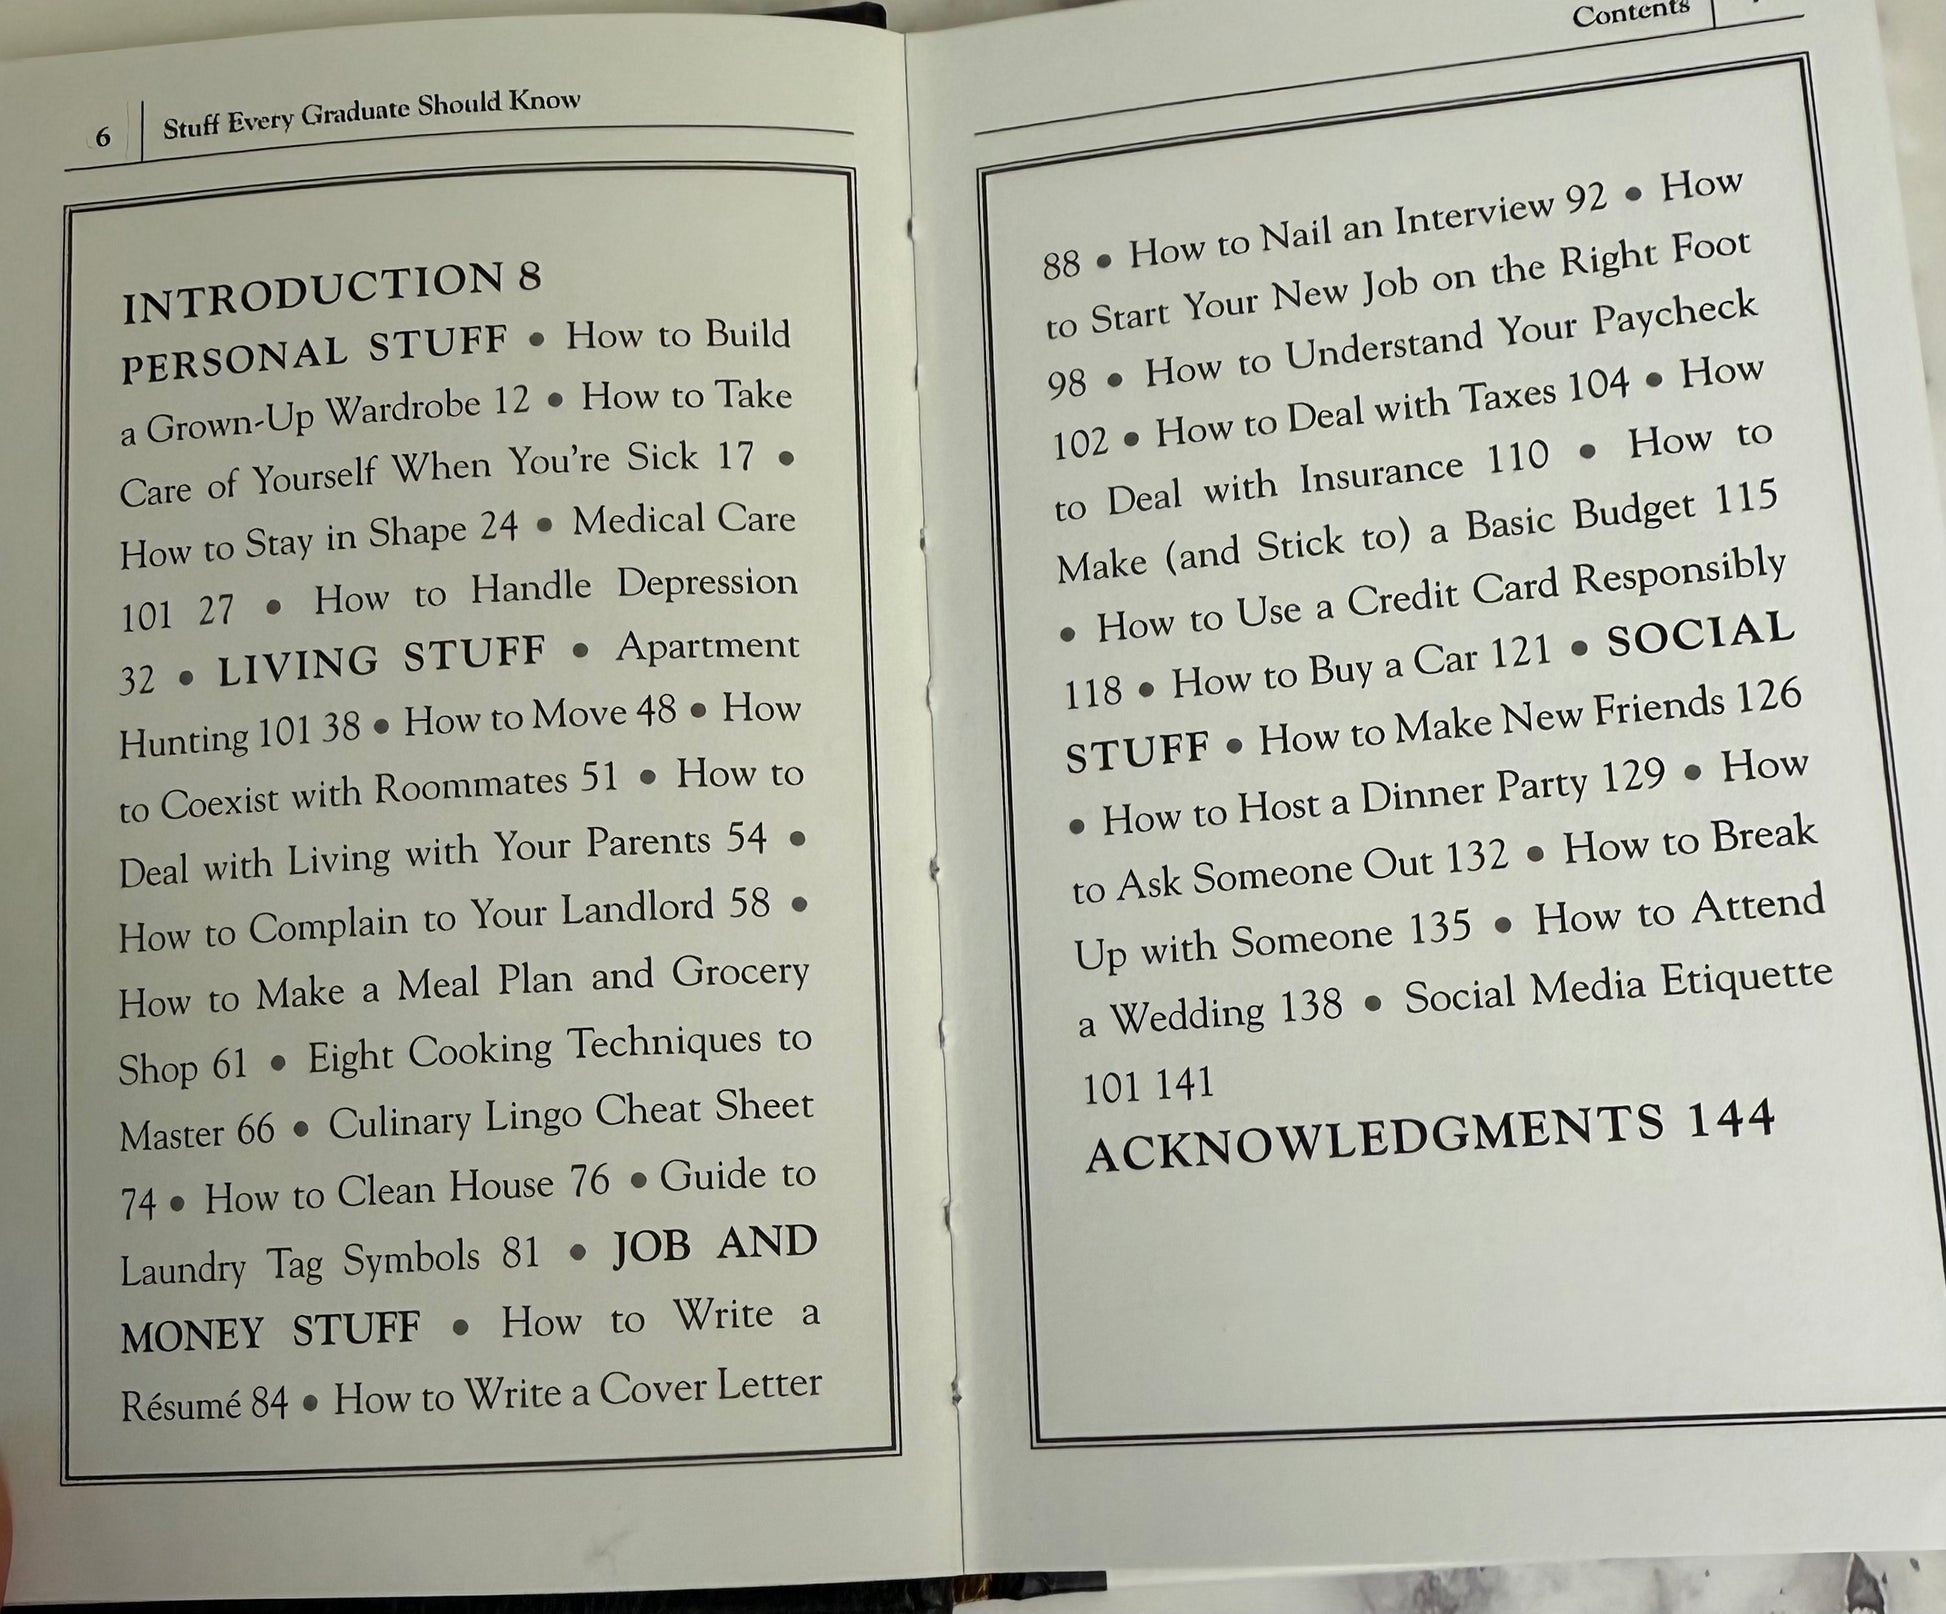 6 Stuff Every Graduate Should Know
INTRODUCTION 8
PERSONAL STUFF • How to Build
a Grown-Up Wardrobe 12 • How to Take
Care of Yourself When You're Sick 17 •
How to Stay in Shape 24 • Medical Care
101 27 • How to Handle Depression
32 • LIVING STUFF • Apartment
Hunting 101 38 • How to Move 48 • How
to Coexist with Roommates 51 • How to
Deal with Living with Your Parents 54 •
How to Complain to Your Landlord 58 •
How to Make a Meal Plan and Grocery
Shop 61 • Eight Cooking Techniques to
Master 66 • Culinary Lingo Cheat Sheet
74 • How to Clean House 76 • Guide to
Laundry Tag Symbols 81 • JOB AND
MONEY STUFF • How to Write a
Résumé 84 • How to Write a Cover Letter
Contents
88 • How to Nail an Interview 92 • How
to Start Your New Job on the Right Foot
98 • How to Understand Your Paycheck
102 • How to Deal with Taxes 104 • How
to Deal with Insurance 110 • How to
Make (and Stick to) a Basic Budget 115
• How to Use a Credit Card Responsibly
118 • How to Buy a Car 121 • SOCIAL
STUFF • How to Make New Friends 126
• How to Host a Dinner Party 129 • How
to Ask Someone Out 132 • How to Break
Up with Someone 135 • How to Attend
a Wedding 138 • Social Media Etiquette
101 141
ACKNOWLEDGMENTS 144